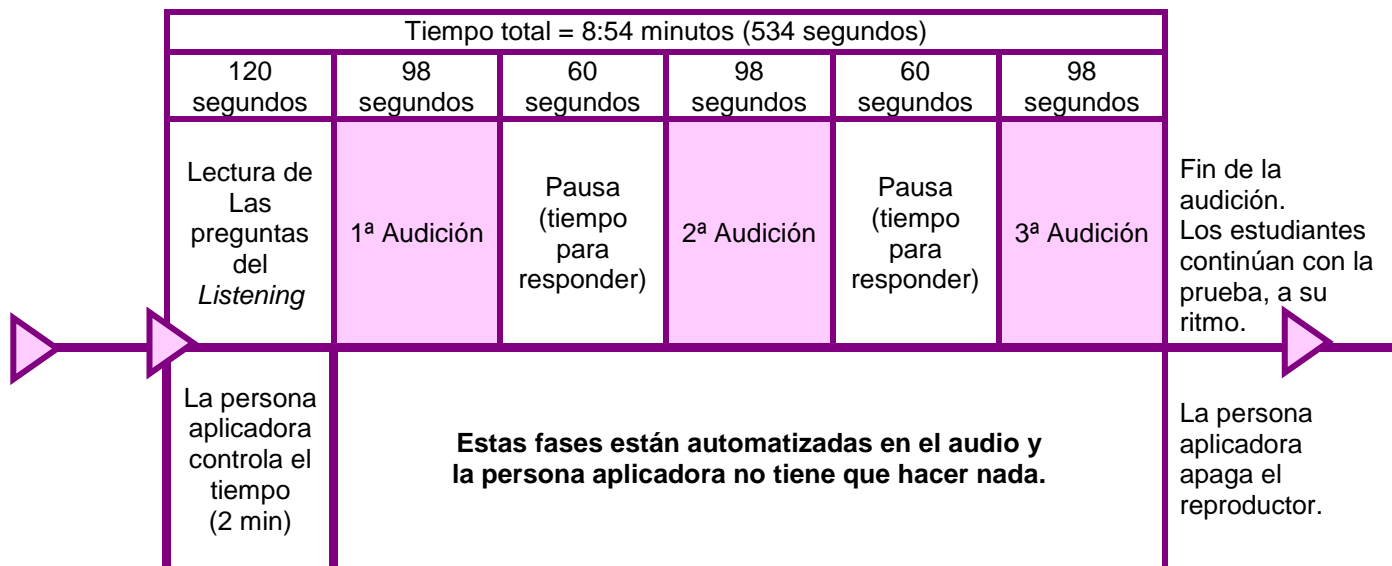 Tiempo total = 8:54 minutos (534 segundos)
120
segundos
98
segundos
60
segundos
98
segundos
60
segundos
98
segundos
Lectura de
Las
preguntas
del
Listening
1ª Audición
Pausa
(tiempo
para
responder)
2ª Audición
Pausa
(tiempo
para
responder)
3ª Audición
Fin de la
audición.
Los estudiantes
continúan con la
prueba, a su
ritmo.
La persona
aplicadora
controla el
tiempo
(2 min)
Estas fases están automatizadas en el audio y
la persona aplicadora no tiene que hacer nada.
La persona
aplicadora
apaga el
reproductor.